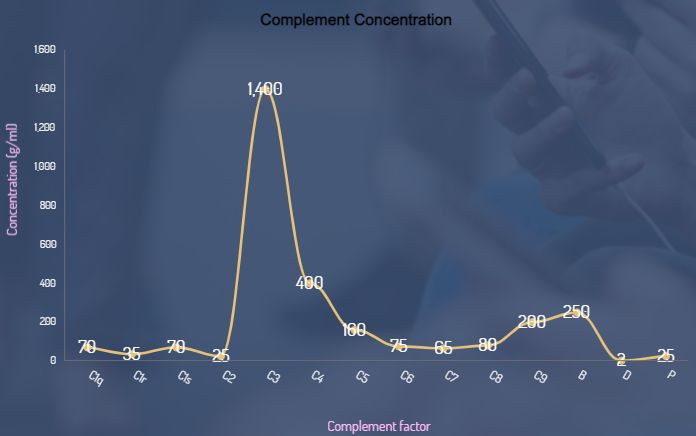 Complement Concentration
Concentration (g/ml)
1,600
1,400
1,200
1,000
800
600
400
200
0
70
35
70
25
1,400
400
160
75
65
80
200
250
2
25
C1q
C1r
C1s
C2
C3
C4
C5
C6
C7
C8
C9
B
D
P
Complement factor